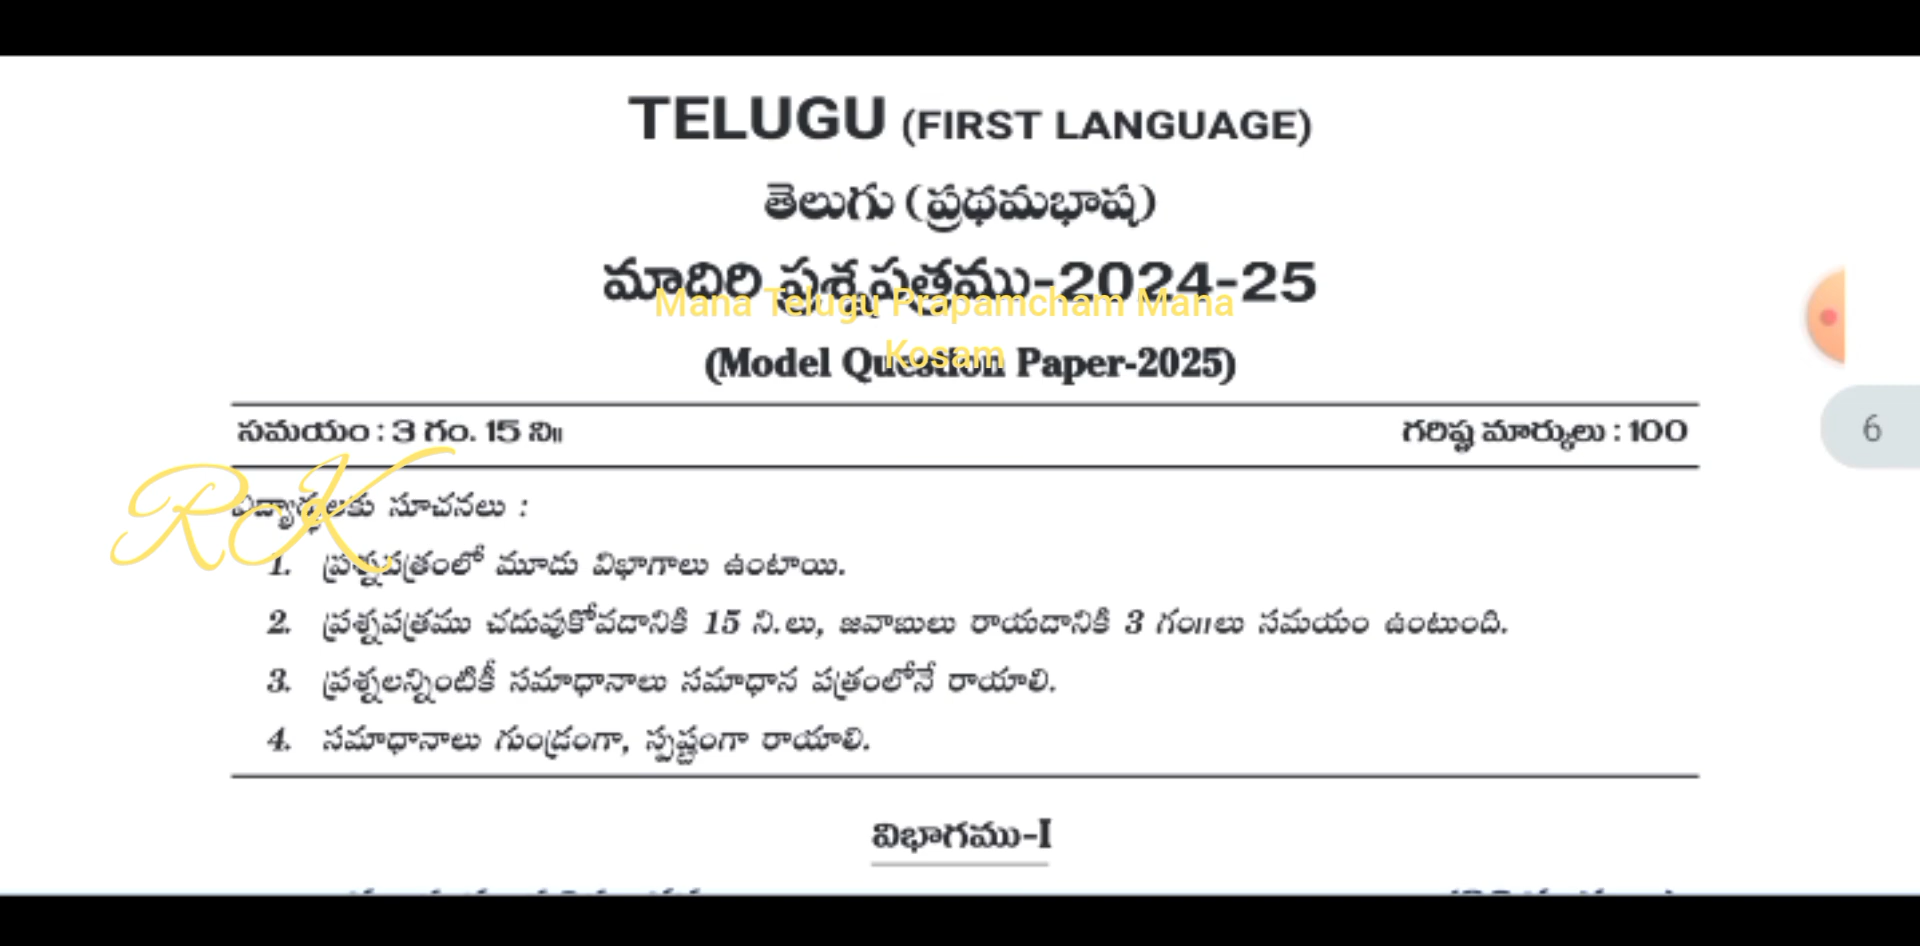 TELUGU (FIRST LANGUAGE)
తెలుగు (ప్రథమభాష)
మాదిరి ప్రశ్నపత్రము-2024-25
Mana Telugu Prapamcham Mana
Kosam
(Model Question Paper-2025)
సమయం : 3 గం. 15 ని॥
గరిష్ఠ మార్కులు : 100
6
RK
విద్యార్థులకు సూచనలు :
1. ప్రశ్నపత్రంలో మూడు విభాగాలు ఉంటాయి.
2. ప్రశ్నపత్రము చదువుకోవడానికి 15 ని.లు, జవాబులు రాయడానికి 3 గం॥లు సమయం ఉంటుంది.
3. ప్రశ్నలన్నింటికీ సమాధానాలు సమాధాన పత్రంలోనే రాయాలి.
4. సమాధానాలు గుండ్రంగా, స్పష్టంగా రాయాలి.
విభాగము-I